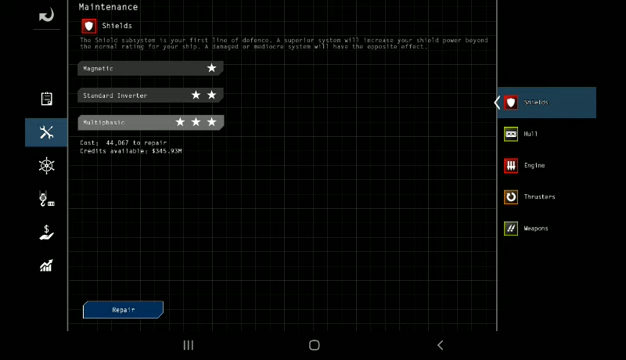 Maintenance
Shields
The Shield subsystem is your first line of defence. A superior system will increase your shield power beyond
the normal rating for your ship. A damaged or mediocre system will have the opposite effect.
Magnetic
Standard Inverter
Multiphasic
Cost: 44,067 to repair
Credits available: $345.93M
Repair
Shields
Hull
Engine
Thrusters
Weapons